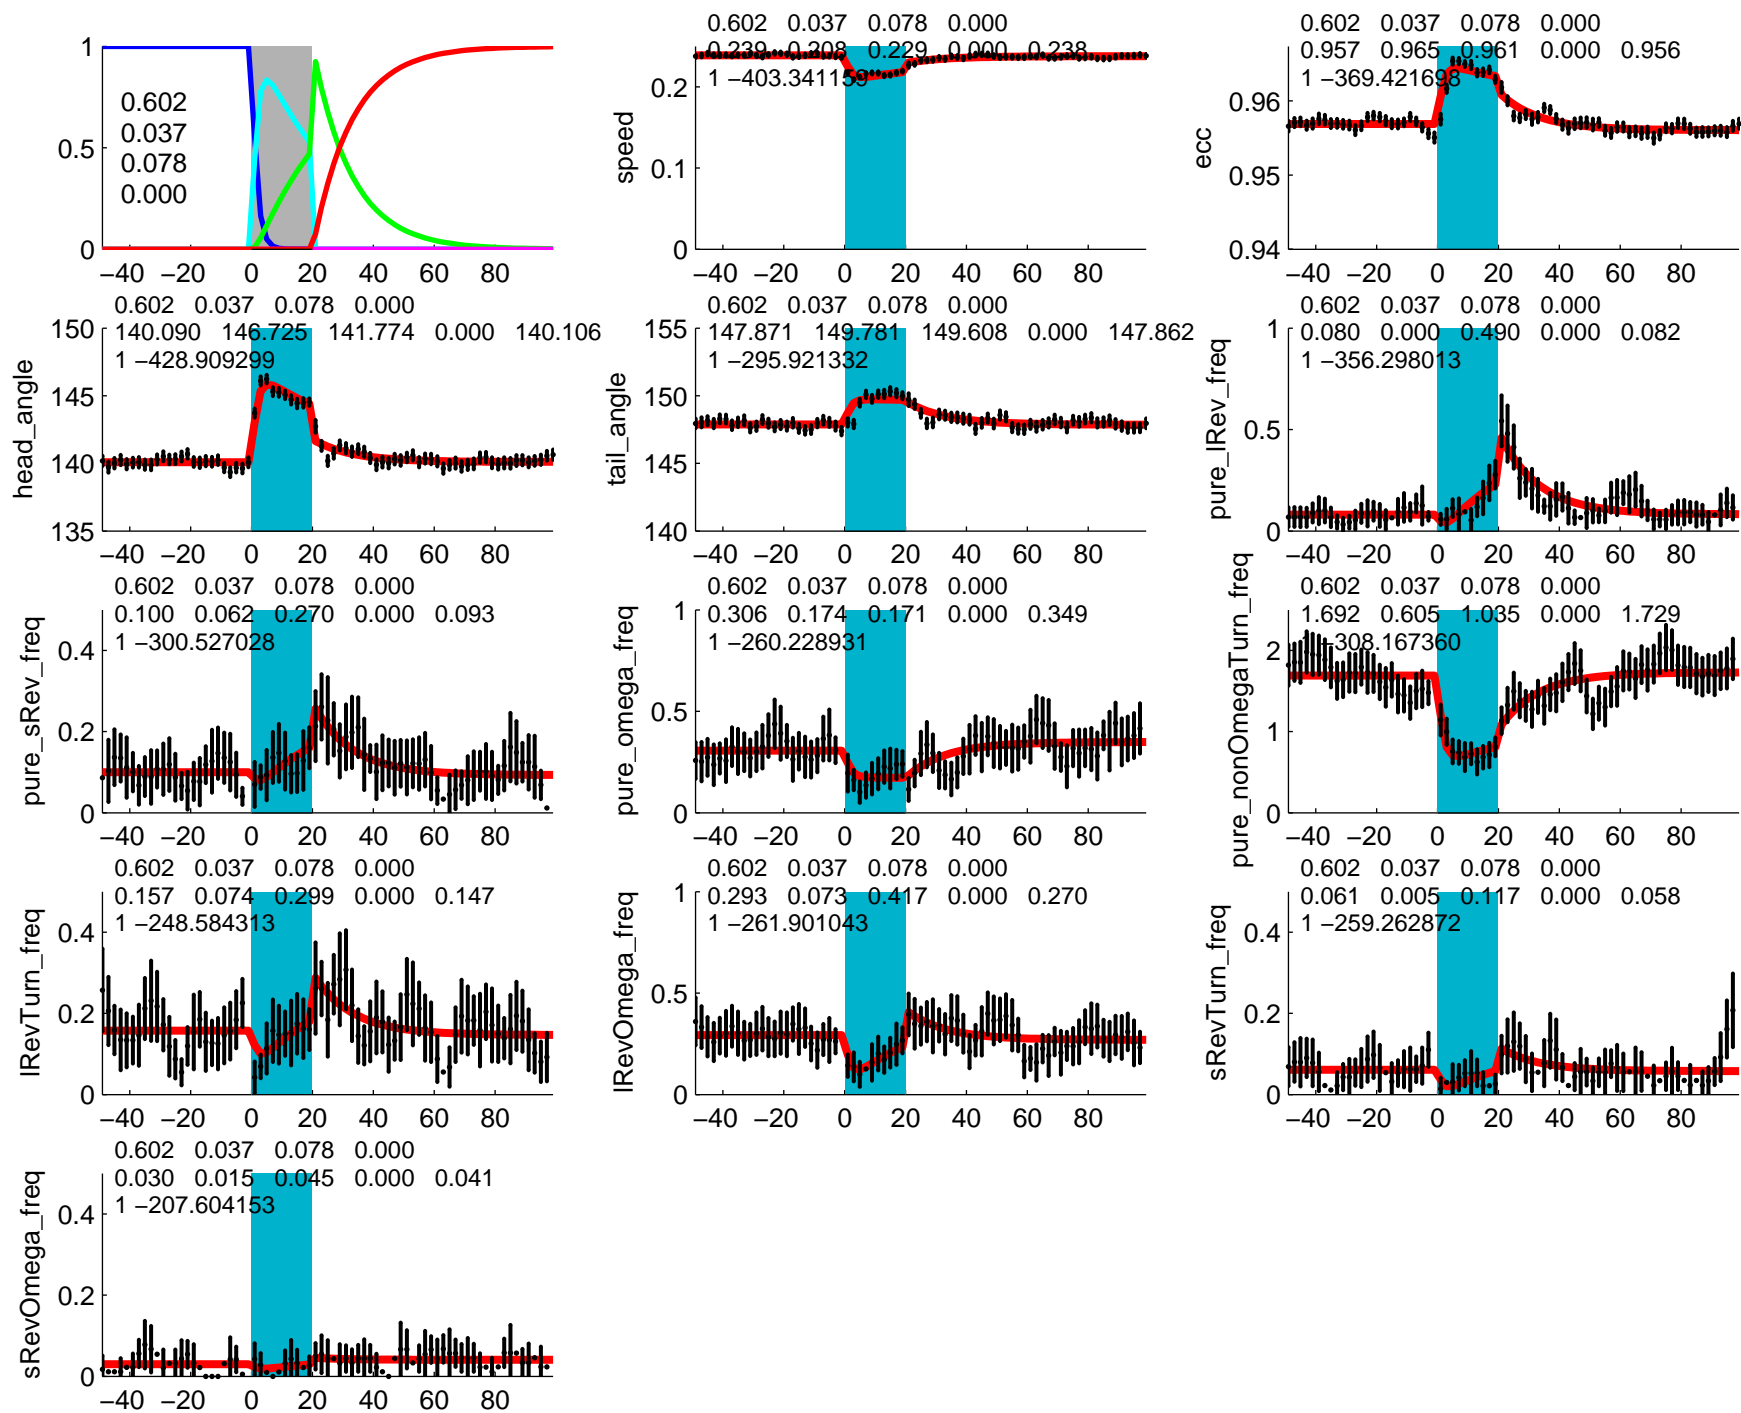 1
0.5
0
0.602
0.037
0.078
0.000
−40 −20 0 20 40 60 80
0.602 0.037 0.078 0.000
0.239 0.208 0.229 0.000 0.238
1 −403.341159
speed
0.2
0.1
0
−40 −20 0 20 40 60 80
0.602 0.037 0.078 0.000
0.957 0.965 0.961 0.000 0.956
1 −369.421698
ecc
0.96
0.95
0.94
−40 −20 0 20 40 60 80
0.602 0.037 0.078 0.000
140.090 146.725 141.774 0.000 140.106
1 −428.909299
head_angle
150
145
140
135
−40 −20 0 20 40 60 80
0.602 0.037 0.078 0.000
147.871 149.781 149.608 0.000 147.862
1 −295.921332
tail_angle
155
150
145
140
−40 −20 0 20 40 60 80
0.602 0.037 0.078 0.000
0.080 0.000 0.490 0.000 0.082
1 −356.298013
pure_lRev_freq
1
0.5
0
−40 −20 0 20 40 60 80
0.602 0.037 0.078 0.000
0.100 0.062 0.270 0.000 0.093
1 −300.527028
pure_sRev_freq
0.4
0.2
0
−40 −20 0 20 40 60 80
0.602 0.037 0.078 0.000
0.306 0.174 0.171 0.000 0.349
1 −260.228931
pure_omega_freq
1
0.5
0
−40 −20 0 20 40 60 80
0.602 0.037 0.078 0.000
1.692 0.605 1.035 0.000 1.729
1 −308.167360
pure_nonOmegaTurn_freq
2
1
0
−40 −20 0 20 40 60 80
0.602 0.037 0.078 0.000
0.157 0.074 0.299 0.000 0.147
1 −248.584313
lRevTurn_freq
0.4
0.2
0
−40 −20 0 20 40 60 80
0.602 0.037 0.078 0.000
0.293 0.073 0.417 0.000 0.270
1 −261.901043
lRevOmega_freq
1
0.5
0
−40 −20 0 20 40 60 80
0.602 0.037 0.078 0.000
0.061 0.005 0.117 0.000 0.058
1 −259.262872
sRevTurn_freq
0.4
0.2
0
−40 −20 0 20 40 60 80
0.602 0.037 0.078 0.000
0.030 0.015 0.045 0.000 0.041
1 −207.604153
sRevOmega_freq
0.4
0.2
0
−40 −20 0 20 40 60 80